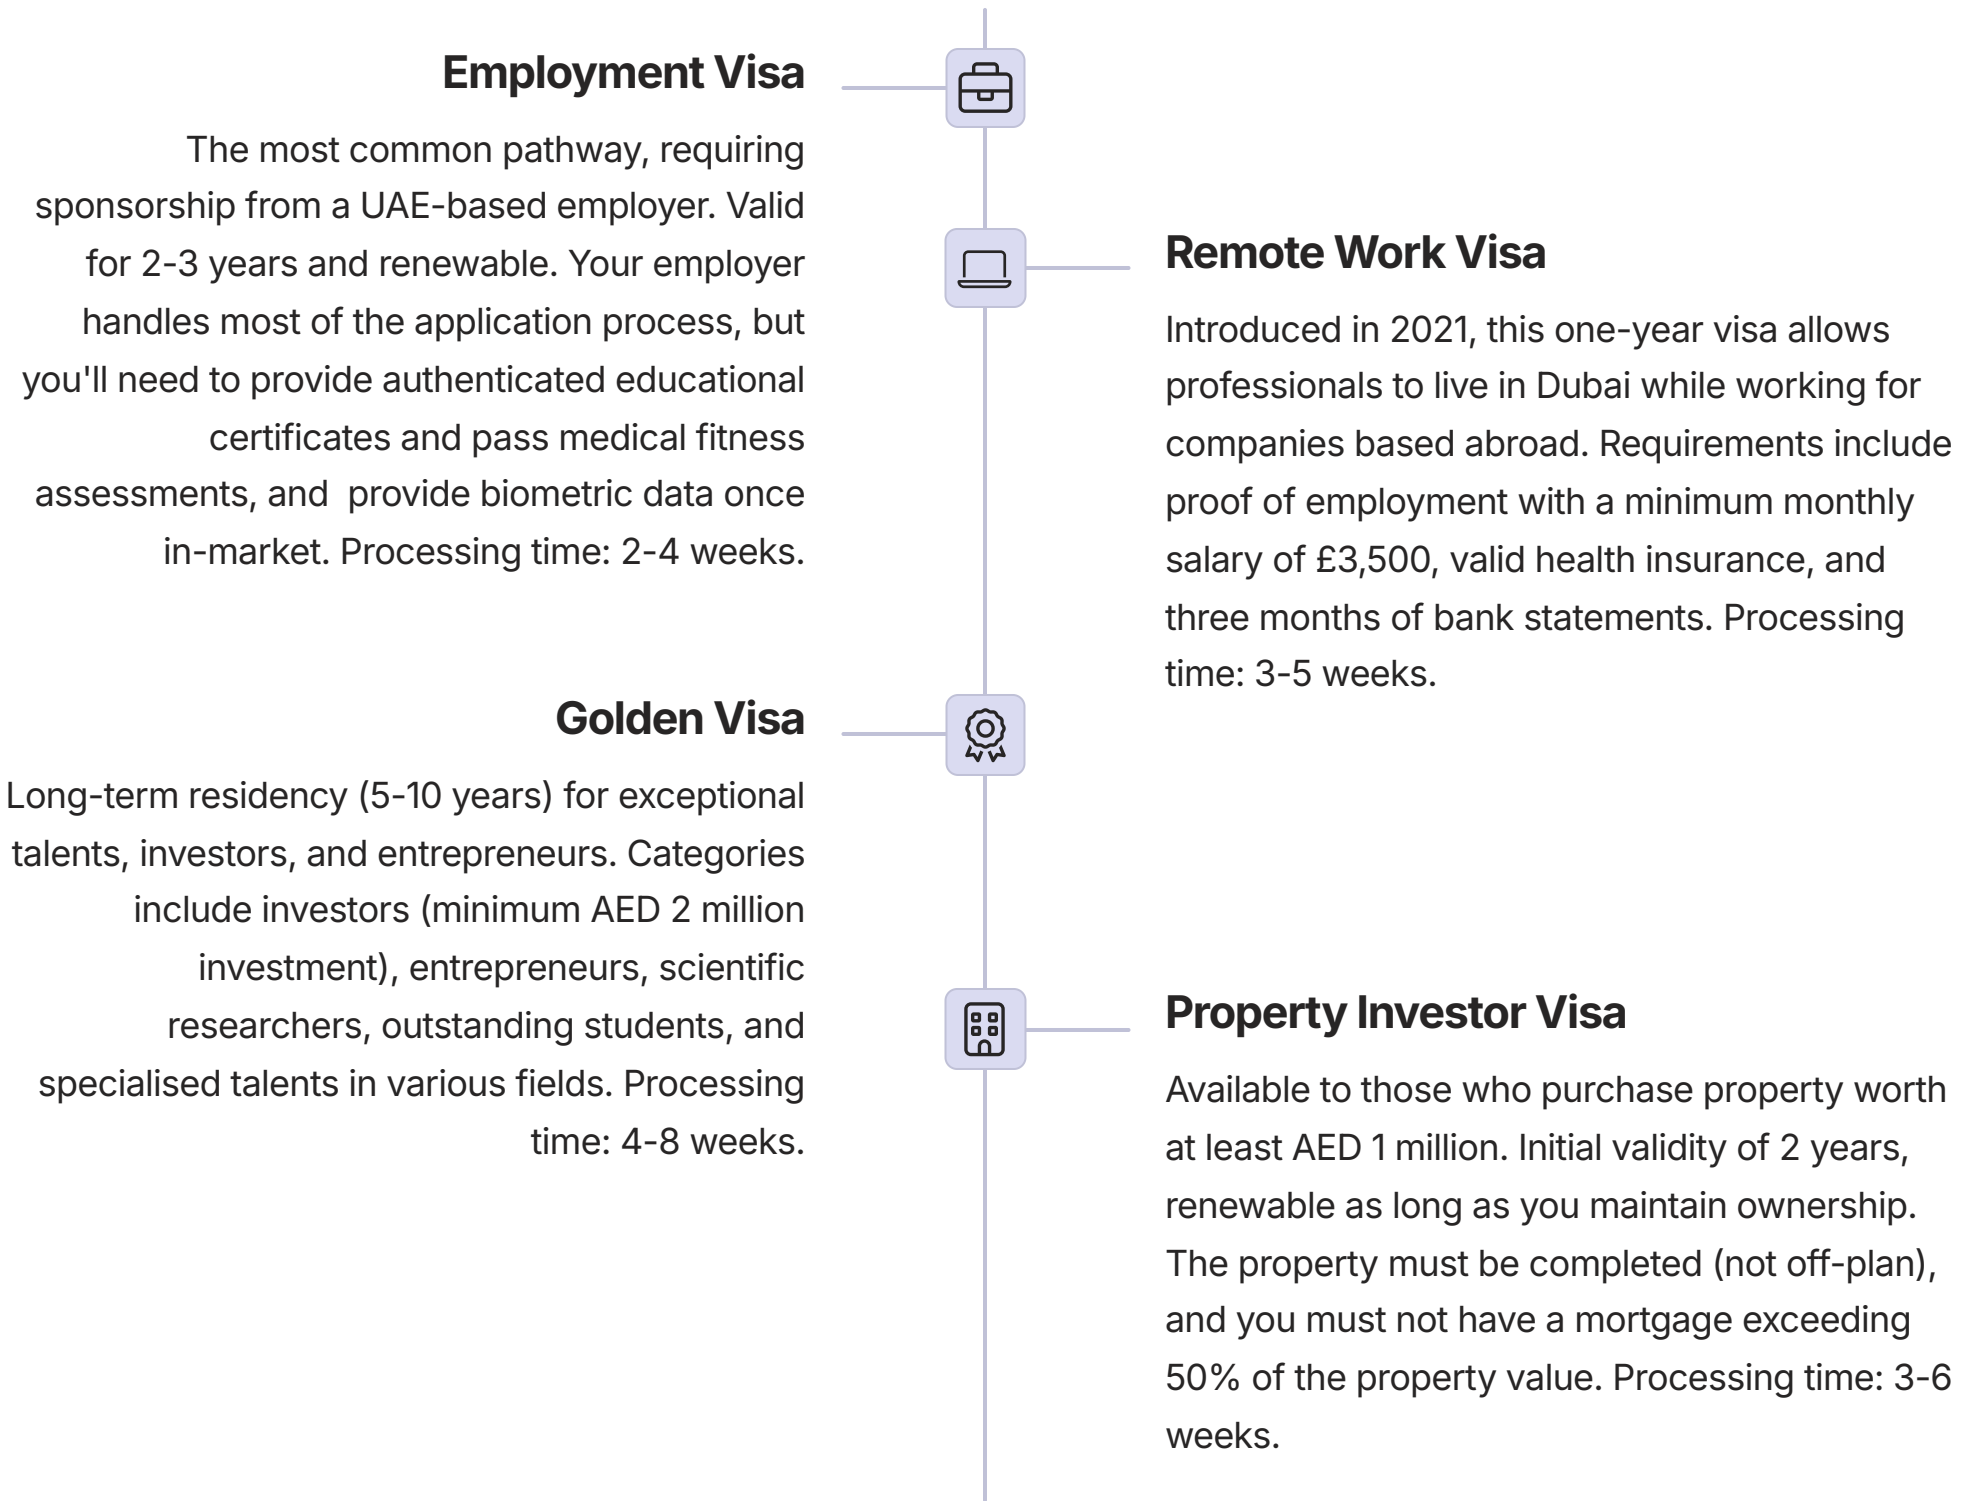 Employment Visa
The most common pathway, requiring
sponsorship from a UAE-based employer. Valid
for 2-3 years and renewable. Your employer
handles most of the application process, but
you'll need to provide authenticated educational
certificates and pass medical fitness
assessments, and  provide biometric data once
in-market. Processing time: 2-4 weeks.
Remote Work Visa
Introduced in 2021, this one-year visa allows
professionals to live in Dubai while working for
companies based abroad. Requirements include
proof of employment with a minimum monthly
salary of £3,500, valid health insurance, and
three months of bank statements. Processing
time: 3-5 weeks.
Golden Visa
Long-term residency (5-10 years) for exceptional
talents, investors, and entrepreneurs. Categories
include investors (minimum AED 2 million
investment), entrepreneurs, scientific
researchers, outstanding students, and
specialised talents in various fields. Processing
time: 4-8 weeks.
Property Investor Visa
Available to those who purchase property worth
at least AED 1 million. Initial validity of 2 years,
renewable as long as you maintain ownership.
The property must be completed (not off-plan),
and you must not have a mortgage exceeding
50% of the property value. Processing time: 3-6
weeks.